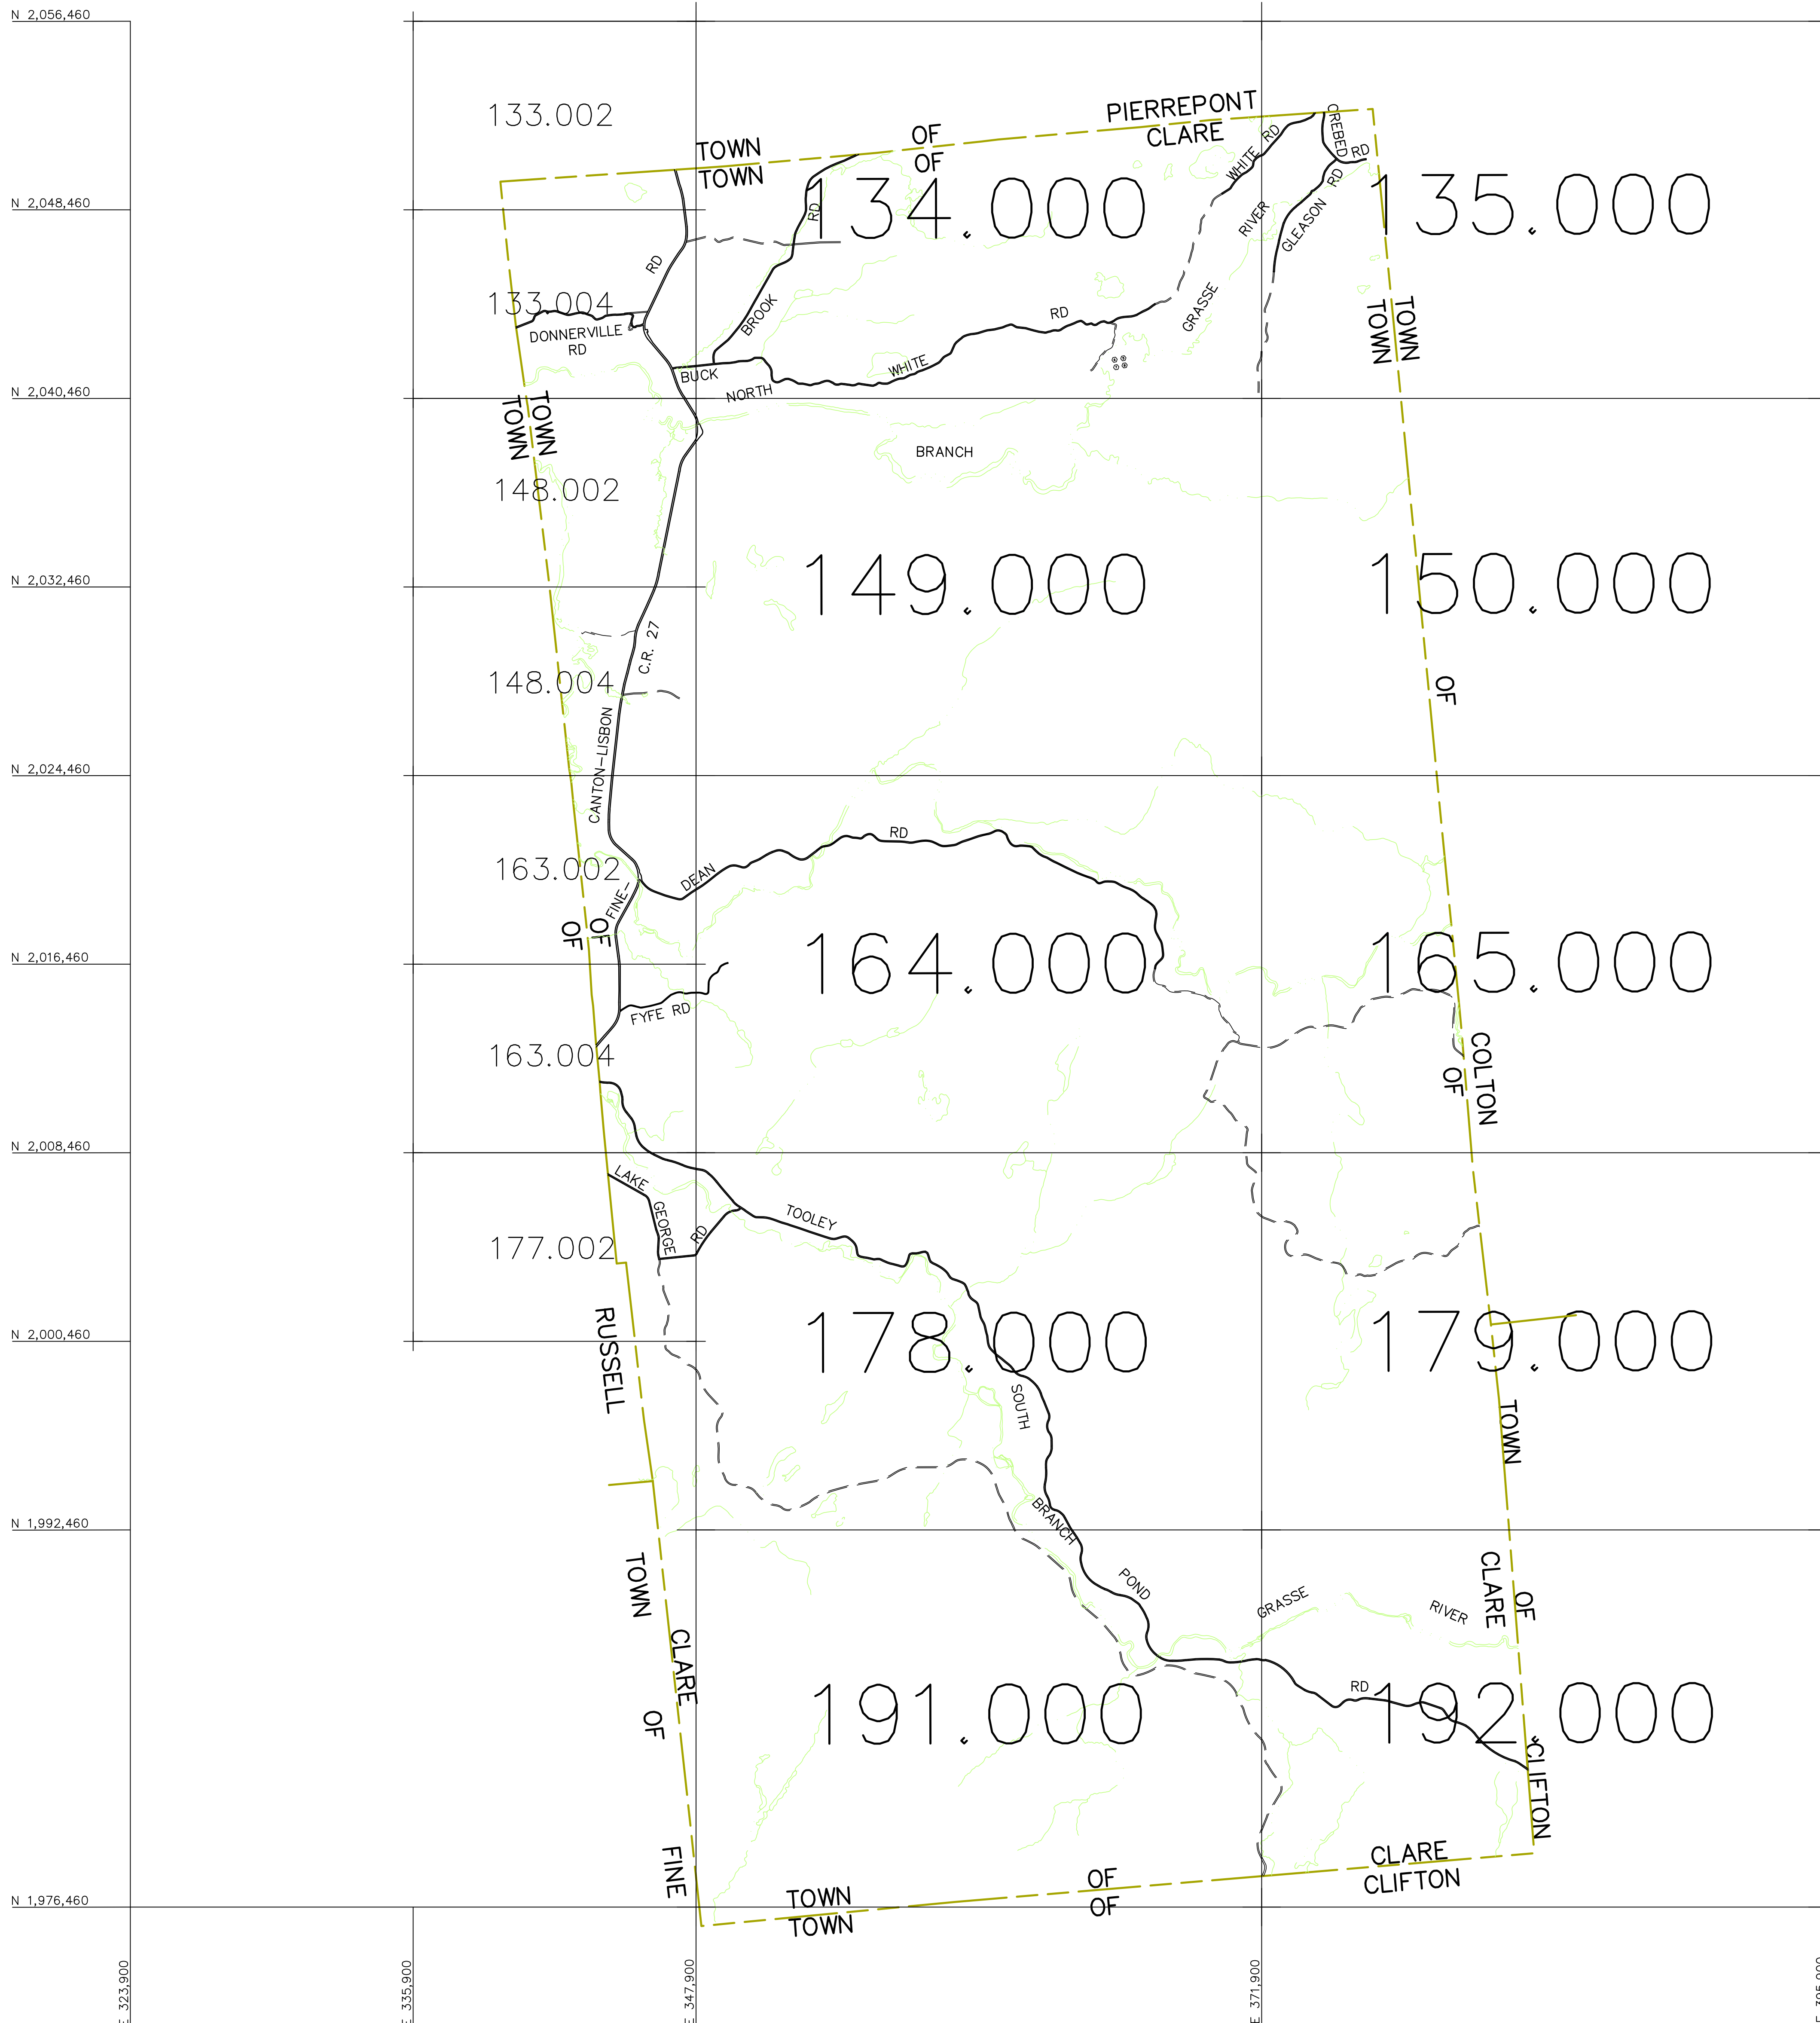 N 2,056,460
133.002
PIERREPONT
CLARE
TOWN
OF
OF
TOWN
WHITE RD
CREBED
RD
N 2,048,460
134.000
135.000
RD
RD
RIVER
GLEASON
RD
133.004
DONNERVILLE
RD
BROOK
RD
GRASSE
TOWN
TOWN
BUCK
WHITE
NORTH
N 2,040,460
TOWN
TOWN
BRANCH
148.002
N 2,032,460
149.000
150.000
C.R. 27
148.004
OF
CANTON-LISBON
N 2,024,460
RD
163.002
DEAN
FINE-
OF
OF
N 2,016,460
164.000
165.000
FYFE RD
163.004
COLTON
OF
N 2,008,460
LAKE
GEORGE
RD
TOOLEY
177.002
RUSSELL
N 2,000,460
178.000
179.000
SOUTH
TOWN
N 1,992,460
BRANCH
TOWN
POND
GRASSE
RIVER
CLARE
OF
CLARE
OF
RD
191.000
192.000
CLIFTON
FINE
CLARE
CLIFTON
TOWN
OF
OF
TOWN
N 1,976,460
E 323,900
E 335,900
E 347,900
E 371,900